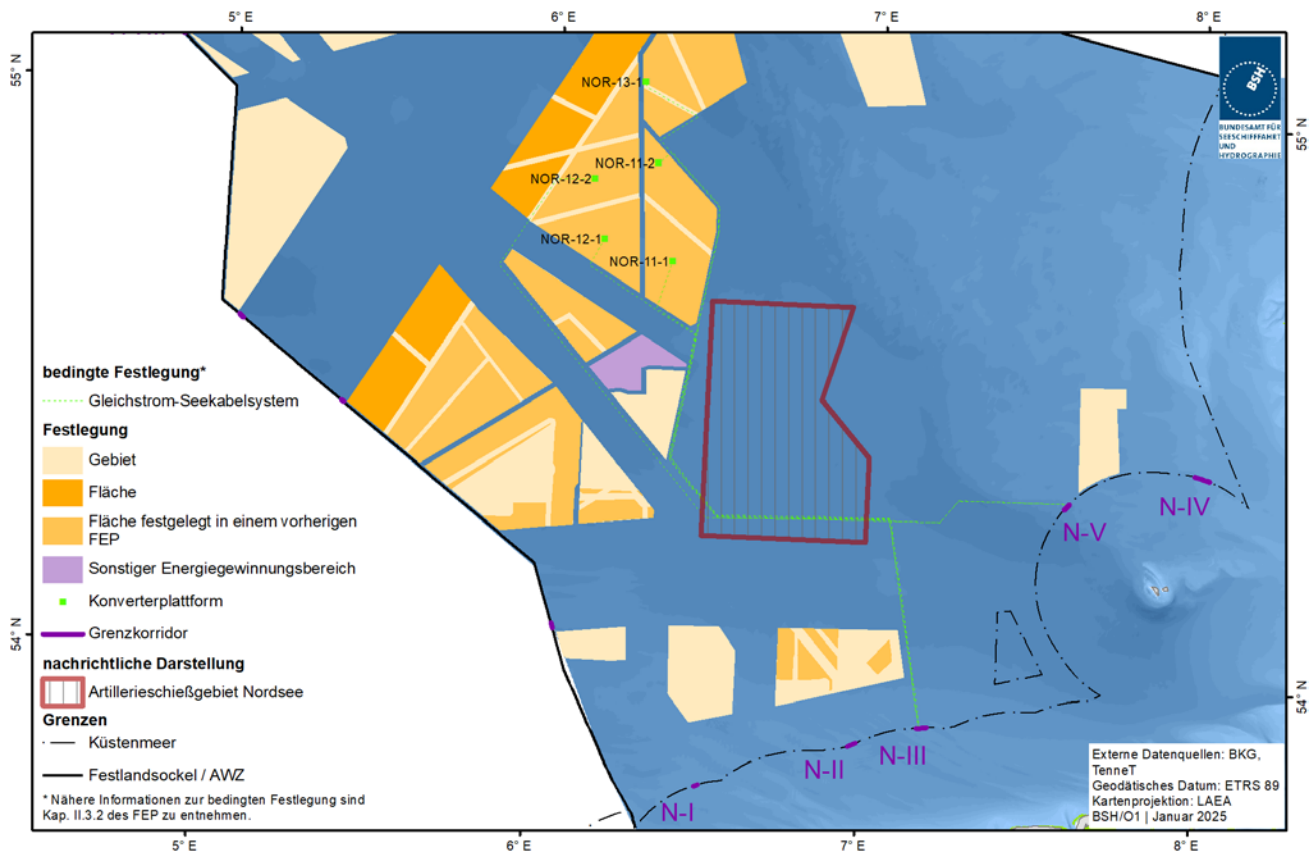 5° E
6° E
7° E
8° E
55° N
55° N
BSH
BUNDESAMT FÜR
SEESCHIFFFAHRT
UND
HYDROGRAPHIE
NOR-13-1
NOR-11-2
NOR-12-2
NOR-12-1
NOR-11-1
bedingte Festlegung*
Gleichstrom-Seekabelsystem
Festlegung
Gebiet
Fläche
Fläche festgelegt in einem vorherigen
FEP
Sonstiger Energiegewinnungsbereich
Konverterplattform
Grenzkorridor
nachrichtliche Darstellung
Artillerieschießgebiet Nordsee
Grenzen
Küstenmeer
Festlandsockel / AWZ
* Nähere Informationen zur bedingten Festlegung sind
Kap. II.3.2 des FEP zu entnehmen.
N-IV
N-V
N-III
N-II
N-I
54° N
54° N
Externe Datenquellen: BKG,
TenneT
Geodätisches Datum: ETRS 89
Kartenprojektion: LAEA
BSH/O1 | Januar 2025
5° E
6° E
7° E
8° E